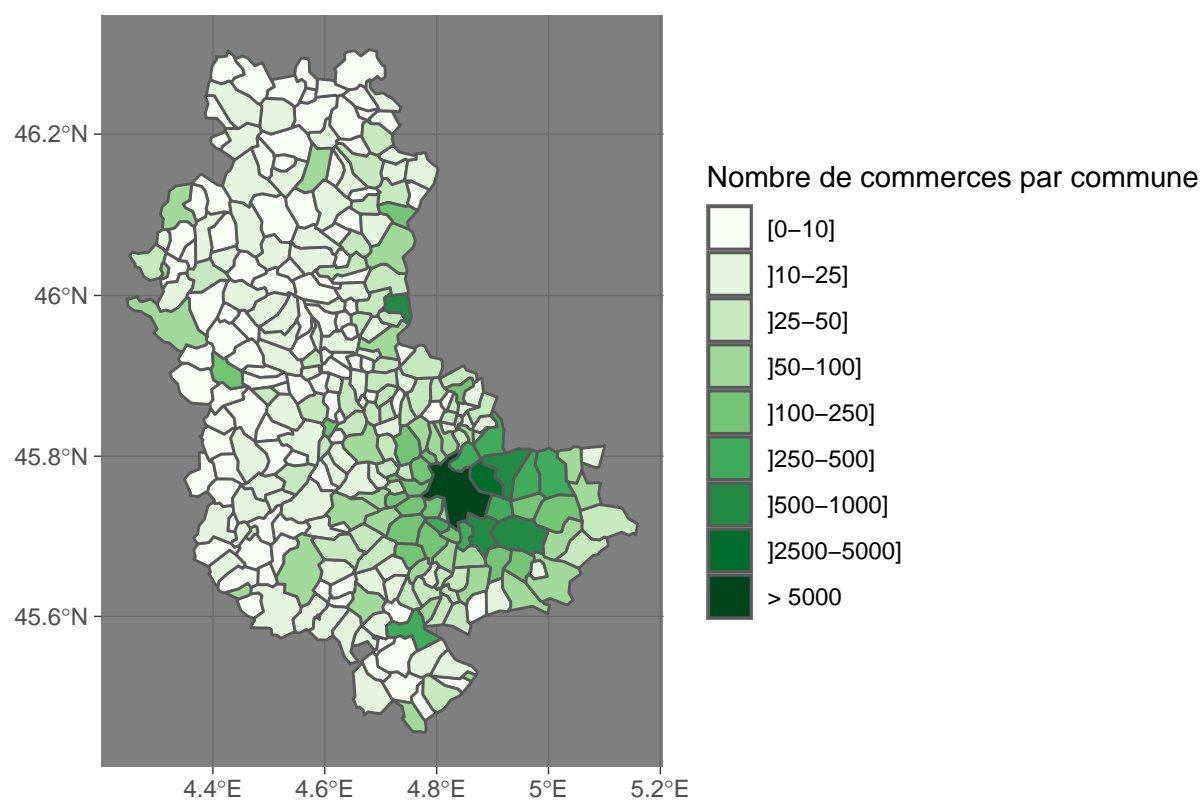 46.2°N
46°N
45.8°N
45.6°N
4.4°E 4.6°E 4.8°E 5°E 5.2°E
Nombre de commerces par commune
[0−10]
]10−25]
]25−50]
]50−100]
]100−250]
]250−500]
]500−1000]
]2500−5000]
> 5000